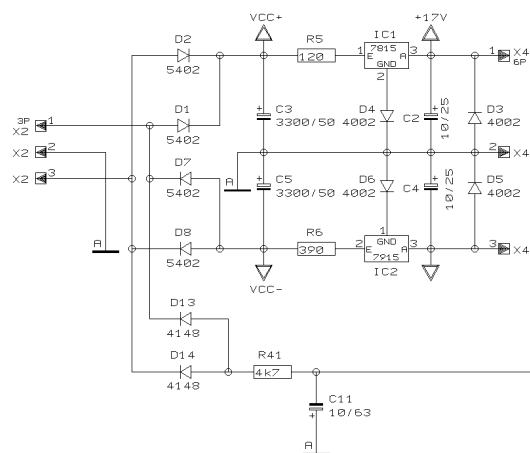 VCC+
+17V
D2
5402
R5
120
IC1
1 E 7815 A 3
GND
2
1 X4
6P
3P
X2 1
D1
5402
C3
+
3300/50
D4
4002
C2
+
10/25
D3
4002
X2 2
2 X4
X2 3
D7
5402
A
C5
+
3300/50
D6
4002
C4
+
10/25
D5
4002
A
D8
5402
R6
390
1
GND
2 E A 3
7915
IC2
3 X4
VCC-
D13
4148
D14
4148
R41
4k7
C11
10/63
+
A